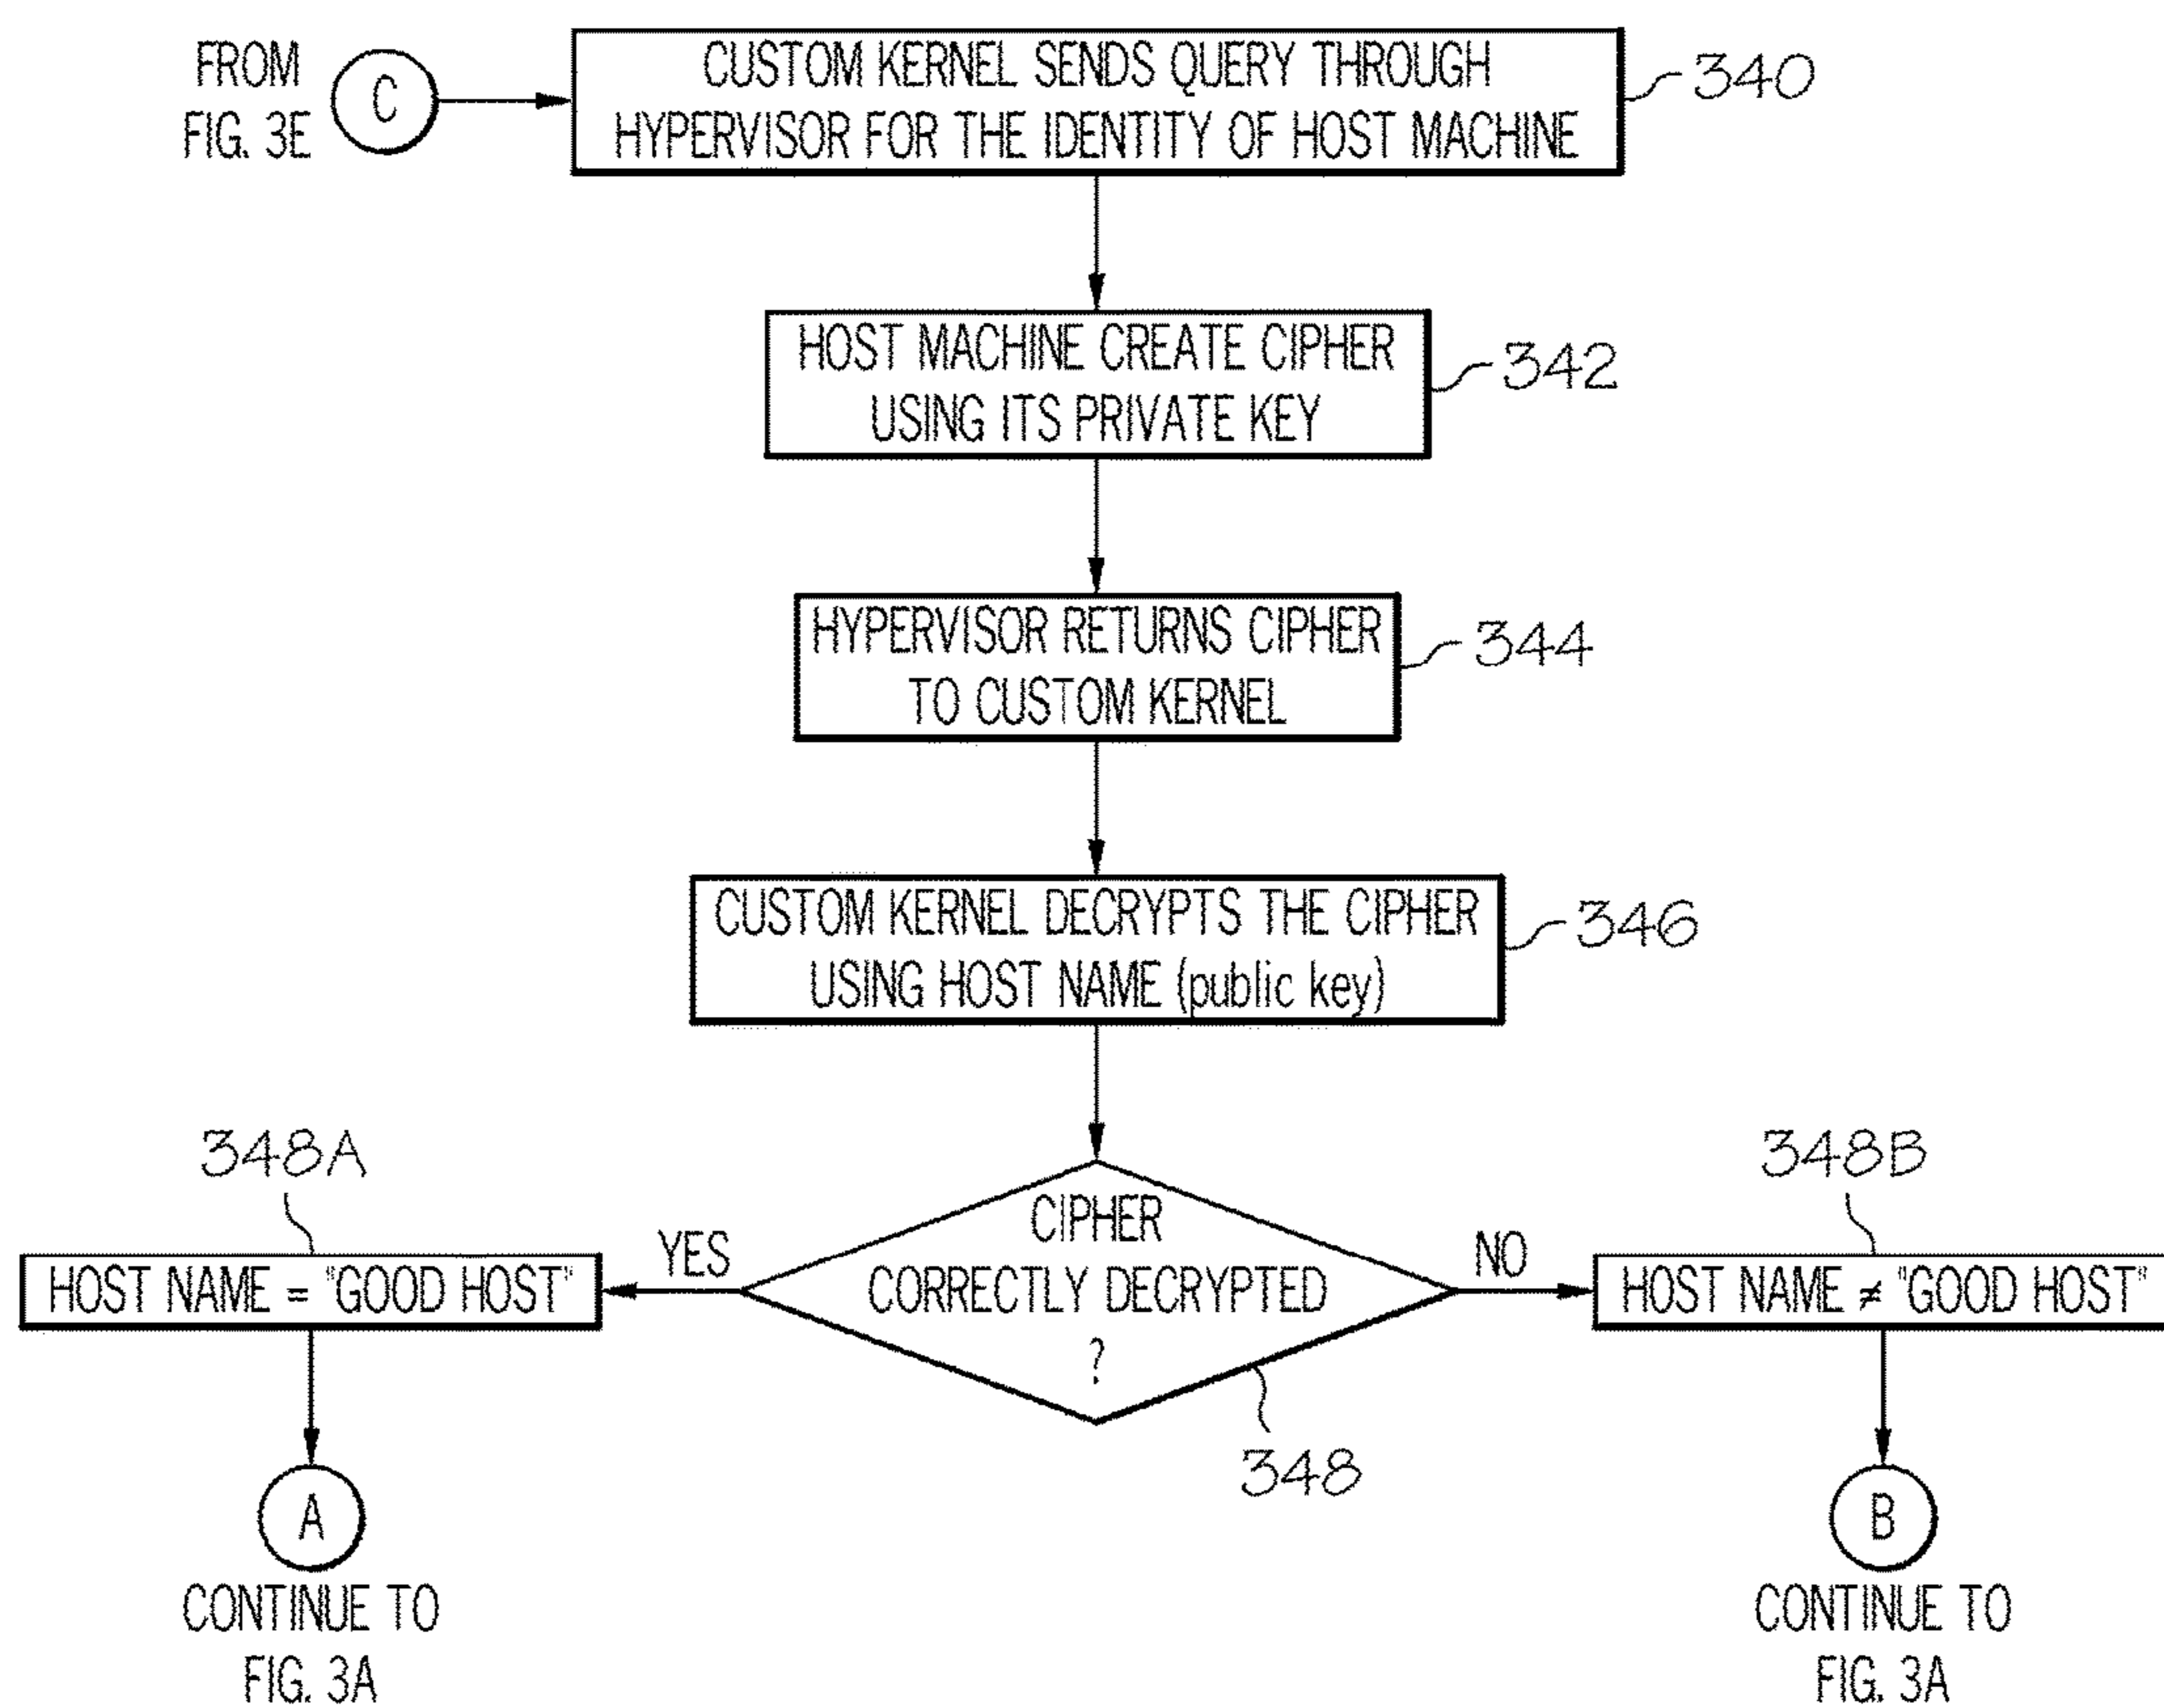 FROM
FIG. 3E
C
CUSTOM KERNEL SENDS QUERY THROUGH
HYPERVISOR FOR THE IDENTITY OF HOST MACHINE
340
HOST MACHINE CREATE CIPHER
USING ITS PRIVATE KEY
342
HYPERVISOR RETURNS CIPHER
TO CUSTOM KERNEL
344
CUSTOM KERNEL DECRYPTS THE CIPHER
USING HOST NAME (public key)
346
348A
348B
HOST NAME = "GOOD HOST"
YES
CIPHER
CORRECTLY DECRYPTED
?
NO
HOST NAME ≠ "GOOD HOST"
348
A
CONTINUE TO
FIG. 3A
B
CONTINUE TO
FIG. 3A